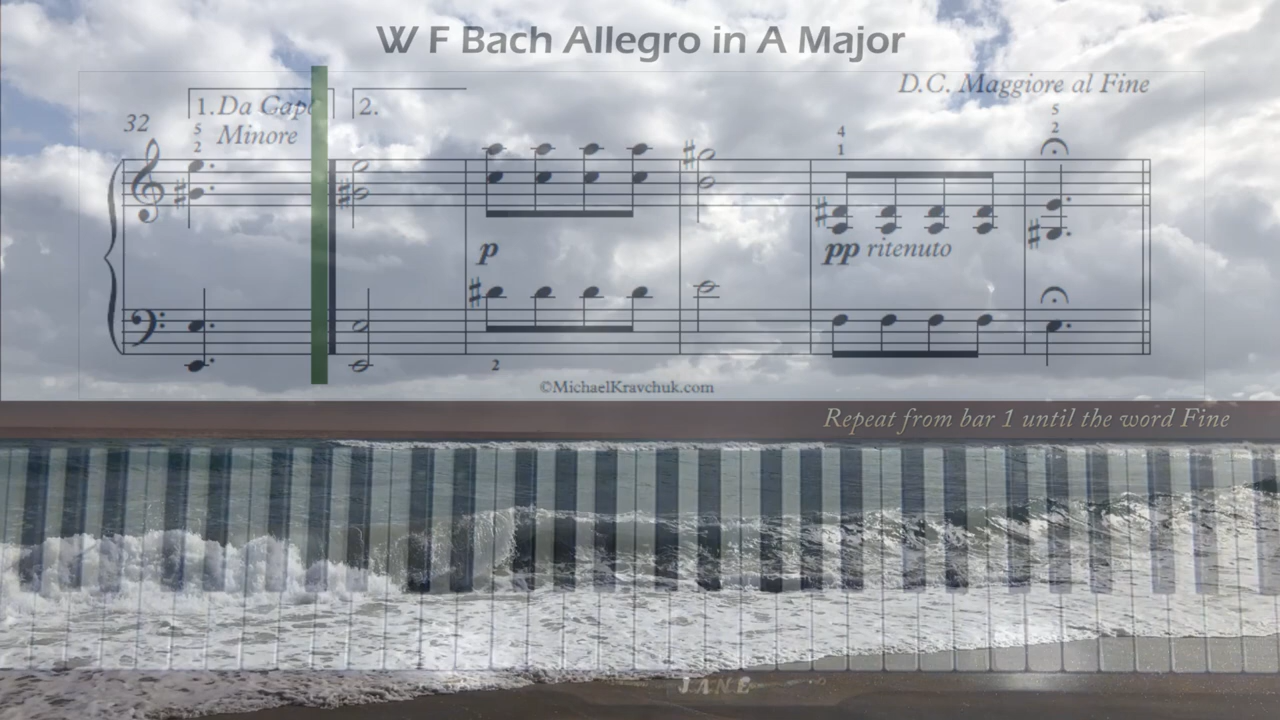 W F Bach Allegro in A Major
D.C. Maggiore al Fine
1. Da Capo
2.
32
Minore
5
2
4
1
5
2
p
pp ritenuto
2
©MichaelKravchuk.com
Repeat from bar 1 until the word Fine
JANE